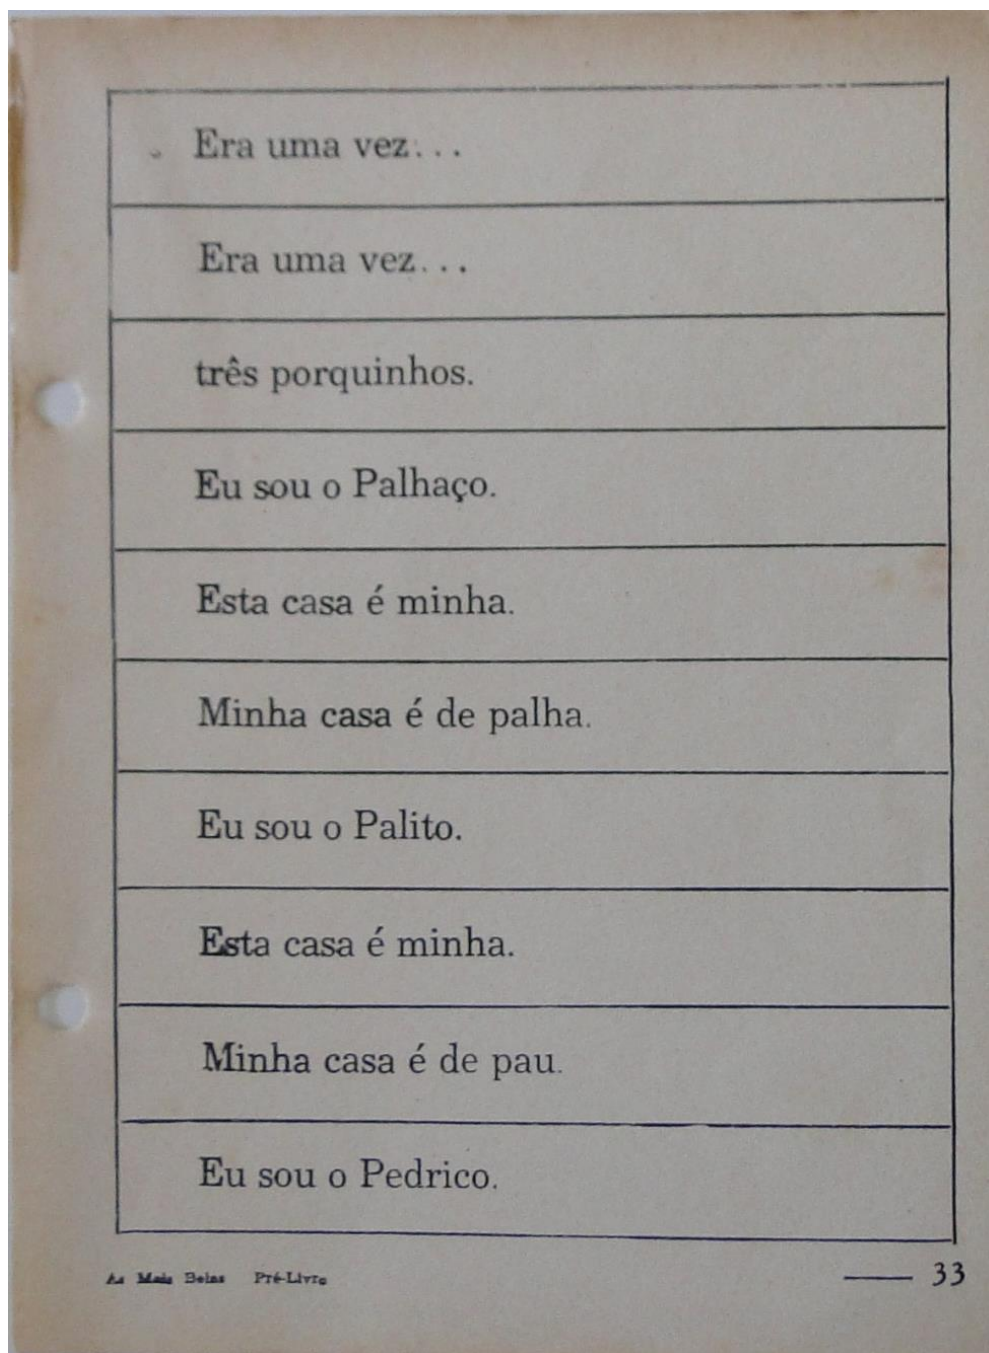 Era uma vez...
Era uma vez...
três porquinhos.
Eu sou o Palhaço.
Esta casa é minha.
Minha casa é de palha.
Eu sou o Palito.
Esta casa é minha.
Minha casa é de pau.
Eu sou o Pedrico.
As Mais Belas Pré-Livro
33